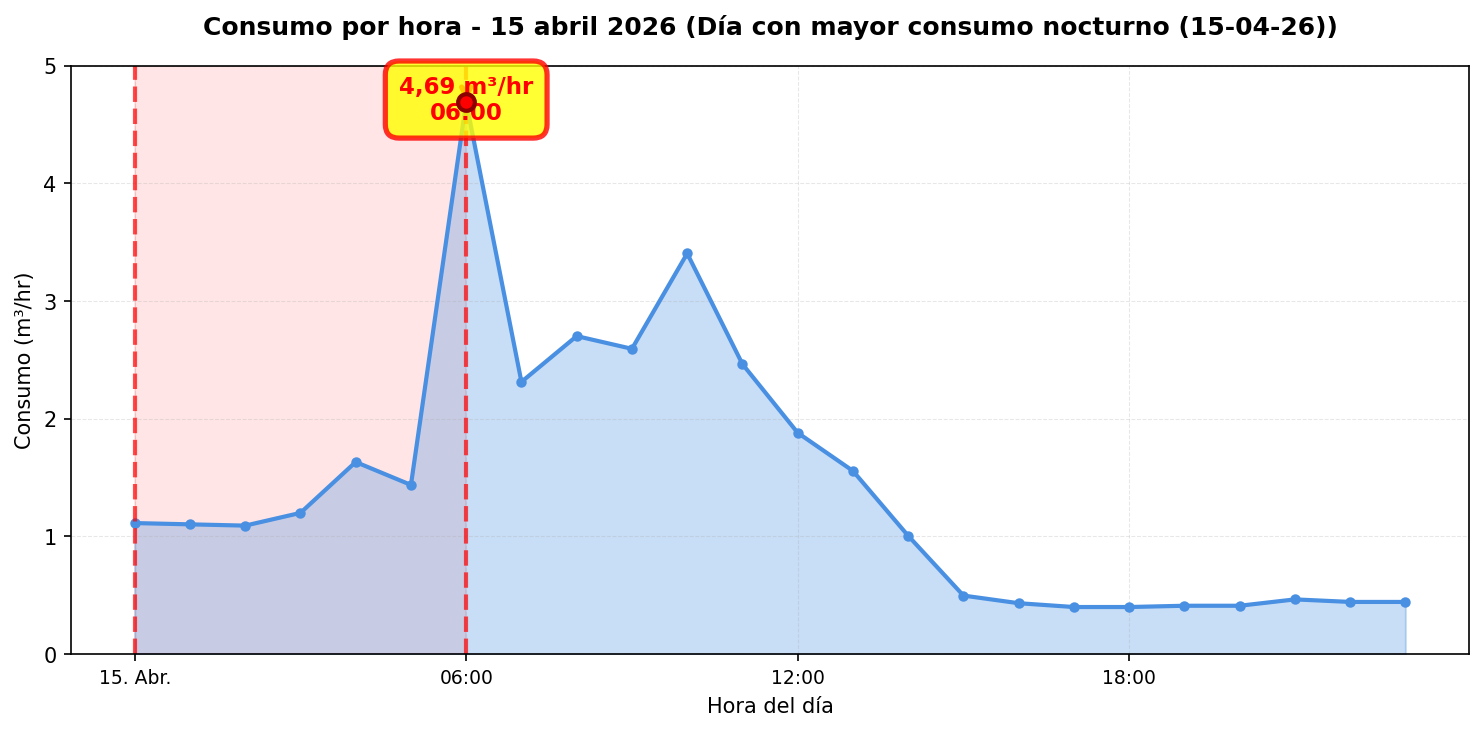 Consumo por hora - 15 abril 2026 (Día con mayor consumo nocturno (15-04-26))
4,69 m³/hr
06:00
5
4
3
2
1
0
Consumo (m³/hr)
15. Abr.
06:00
12:00
18:00
Hora del día